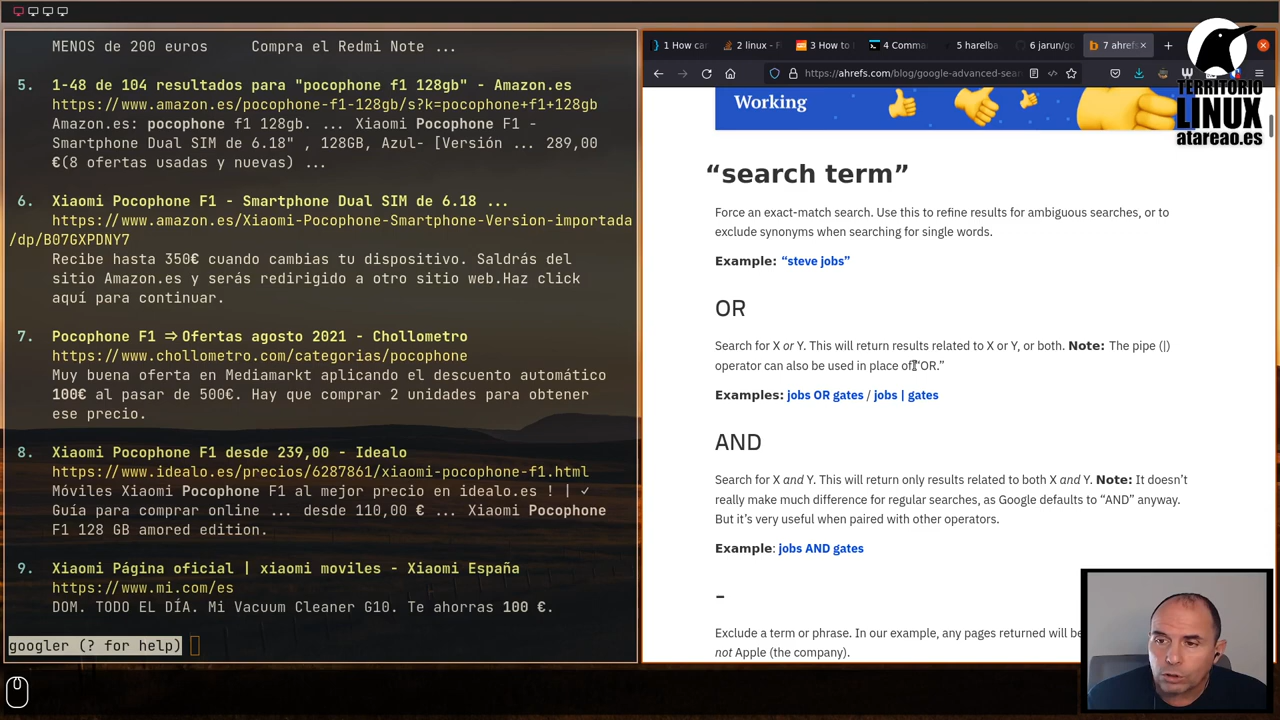 MENOS de 200 euros Compra el Redmi Note ...
5. 1-48 de 104 resultados para "pocophone f1 128gb" - Amazon.es
https://www.amazon.es/pocophone-f1-128gb/s?k=pocophone+f1+128gb
Amazon.es: pocophone f1 128gb. ... Xiaomi Pocophone F1 -
Smartphone Dual SIM de 6.18" , 128GB, Azul- [Versión ... 289,00
€(8 ofertas usadas y nuevas) ...
6. Xiaomi Pocophone F1 - Smartphone Dual SIM de 6.18 ...
https://www.amazon.es/Xiaomi-Pocophone-Smartphone-Version-importada
/dp/B07GXPDNY7
Recibe hasta 350€ cuando cambias tu dispositivo. Saldrás del
sitio Amazon.es y serás redirigido a otro sitio web.Haz click
aquí para continuar.
7. Pocophone F1 ⇒ Ofertas agosto 2021 - Chollometro
https://www.chollometro.com/categorias/pocophone
Muy buena oferta en Mediamarkt aplicando el descuento automático
100€ al pasar de 500€. Hay que comprar 2 unidades para obtener
ese precio.
8. Xiaomi Pocophone F1 desde 239,00 - Idealo
https://www.idealo.es/precios/6287861/xiaomi-pocophone-f1.html
Móviles Xiaomi Pocophone F1 al mejor precio en idealo.es ! | ✓
Guía para comprar online ... desde 110,00 € ... Xiaomi Pocophone
F1 128 GB amored edition.
9. Xiaomi Página oficial | xiaomi moviles - Xiaomi España
https://www.mi.com/es
DOM. TODO EL DÍA. Mi Vacuum Cleaner G10. Te ahorras 100 €.
googler (? for help)
1 How can 2 linux - F 3 How to 4 Comma 5 harelba 6 jarun/go 7 ahrefs
https://ahrefs.com/blog/google-advanced-sear
TERRITORIO
LINUX
atareao.es
Working
“search term”
Force an exact-match search. Use this to refine results for ambiguous searches, or to
exclude synonyms when searching for single words.
Example: “steve jobs”
OR
Search for X or Y. This will return results related to X or Y, or both. Note: The pipe (|)
operator can also be used in place of “OR.”
Examples: jobs OR gates / jobs | gates
AND
Search for X and Y. This will return only results related to both X and Y. Note: It doesn’t
really make much difference for regular searches, as Google defaults to “AND” anyway.
But it’s very useful when paired with other operators.
Example: jobs AND gates
-
Exclude a term or phrase. In our example, any pages returned will be
not Apple (the company).